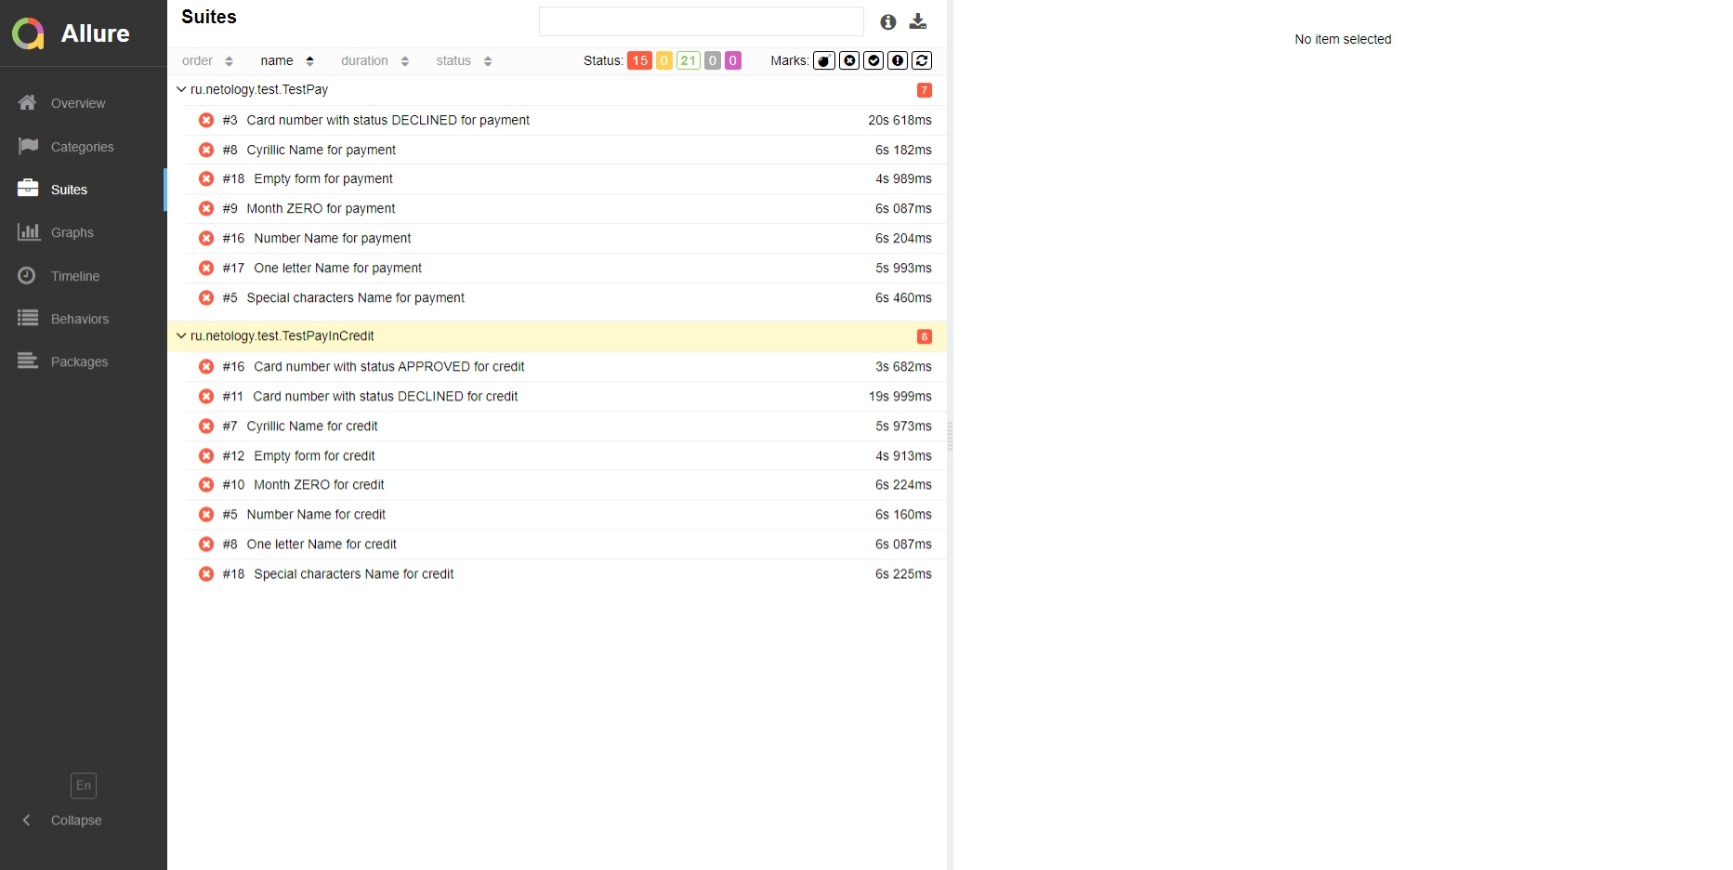 Allure
Overview
Categories
Suites
Graphs
Timeline
Behaviors
Packages
En
Collapse
Suites
order name duration status Status: 15 0 21 0 0 Marks:
ru.netology.test.TestPay 7
#3 Card number with status DECLINED for payment 20s 618ms
#8 Cyrillic Name for payment 6s 182ms
#18 Empty form for payment 4s 989ms
#9 Month ZERO for payment 6s 087ms
#16 Number Name for payment 6s 204ms
#17 One letter Name for payment 5s 993ms
#5 Special characters Name for payment 6s 460ms
ru.netology.test.TestPayInCredit 8
#16 Card number with status APPROVED for credit 3s 682ms
#11 Card number with status DECLINED for credit 19s 999ms
#7 Cyrillic Name for credit 5s 973ms
#12 Empty form for credit 4s 913ms
#10 Month ZERO for credit 6s 224ms
#5 Number Name for credit 6s 160ms
#8 One letter Name for credit 6s 087ms
#18 Special characters Name for credit 6s 225ms
No item selected